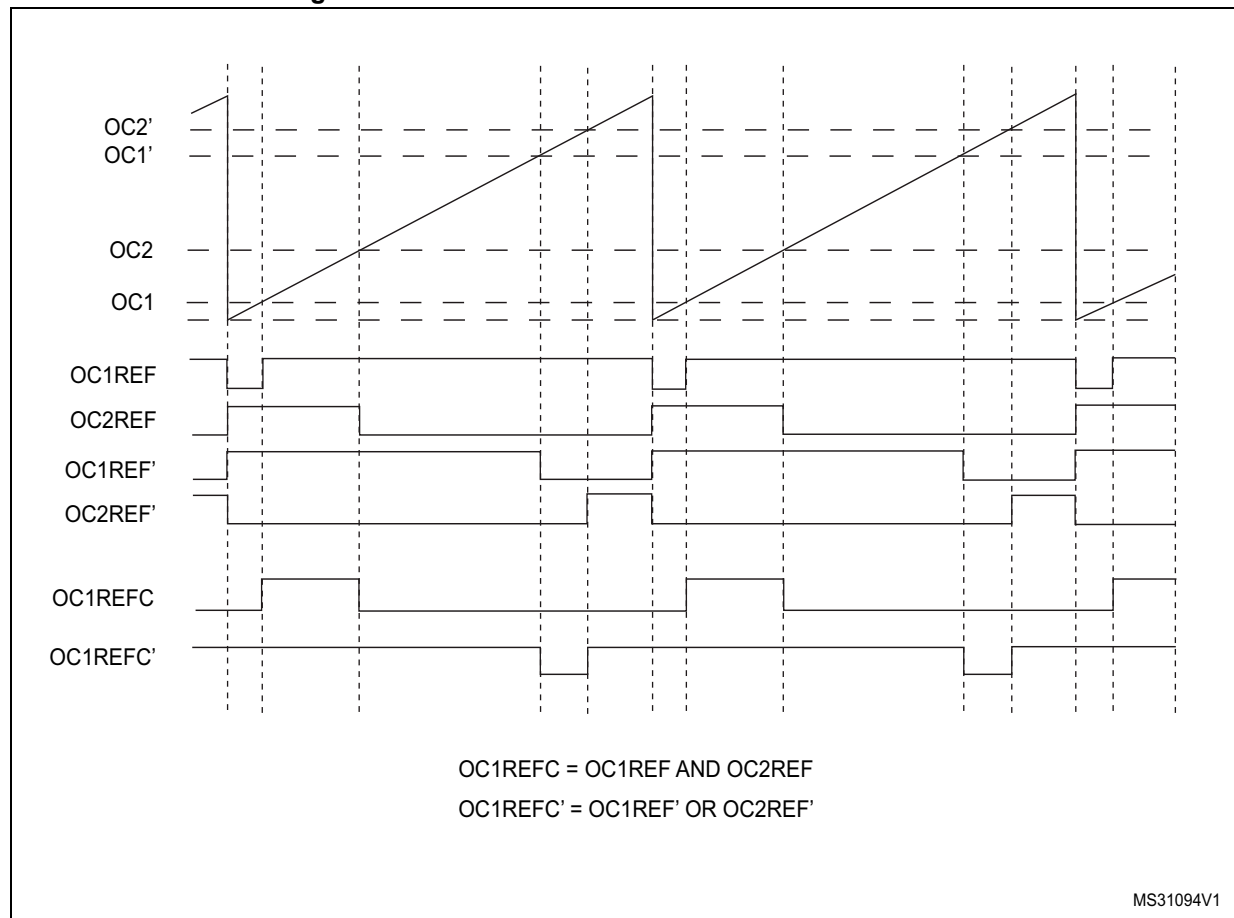 OC2’
OC1’
OC2
OC1
OC1REF
OC2REF
OC1REF’
OC2REF’
OC1REFC
OC1REFC’
OC1REFC = OC1REF AND OC2REF
OC1REFC’ = OC1REF’ OR OC2REF’
MS31094V1